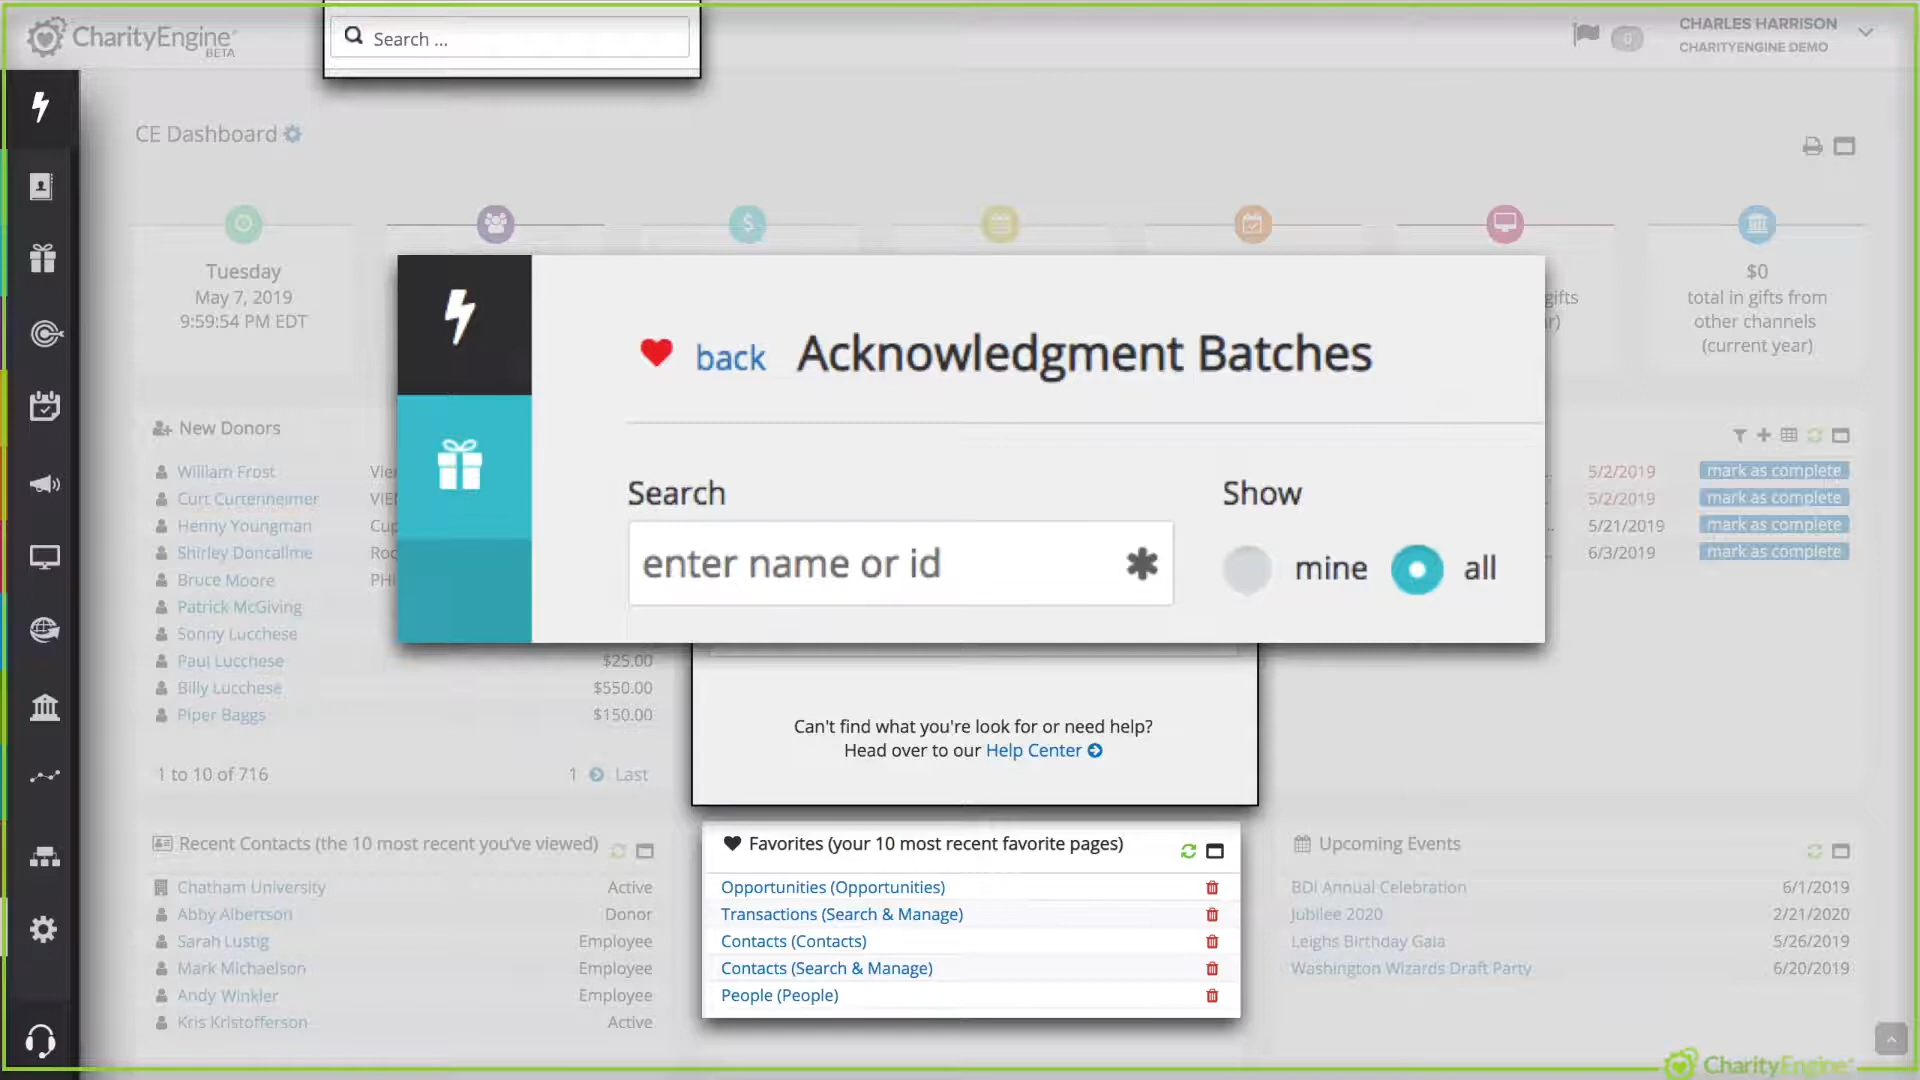 CharityEngine
BETA
Search ...
8
CHARLES HARRISON
CHARITYENGINE DEMO
CE Dashboard
Tuesday
May 7, 2019
9:59:54 PM EDT
gifts
r)
$0
total in gifts from
other channels
(current year)
back Acknowledgment Batches
Search
Show
enter name or id
mine
all
New Donors
William Frost
Curt Curtenheimer
Henny Youngman
Shirley Doncallme
Bruce Moore
Patrick McGiving
Sonny Lucchese
Paul Lucchese $25.00
Billy Lucchese $550.00
Piper Baggs $150.00
1 to 10 of 716
1 Last
5/2/2019 mark as complete
5/2/2019 mark as complete
5/21/2019 mark as complete
6/3/2019 mark as complete
Can't find what you're look for or need help?
Head over to our Help Center
Recent Contacts (the 10 most recent you've viewed)
Chatham University Active
Abby Albertson Donor
Sarah Lustig Employee
Mark Michaelson Employee
Andy Winkler Employee
Kris Kristofferson Active
Favorites (your 10 most recent favorite pages)
Opportunities (Opportunities)
Transactions (Search & Manage)
Contacts (Contacts)
Contacts (Search & Manage)
People (People)
Upcoming Events
BDI Annual Celebration 6/1/2019
Jubilee 2020 2/21/2020
Leighs Birthday Gala 5/26/2019
Washington Wizards Draft Party 6/20/2019
CharityEngine